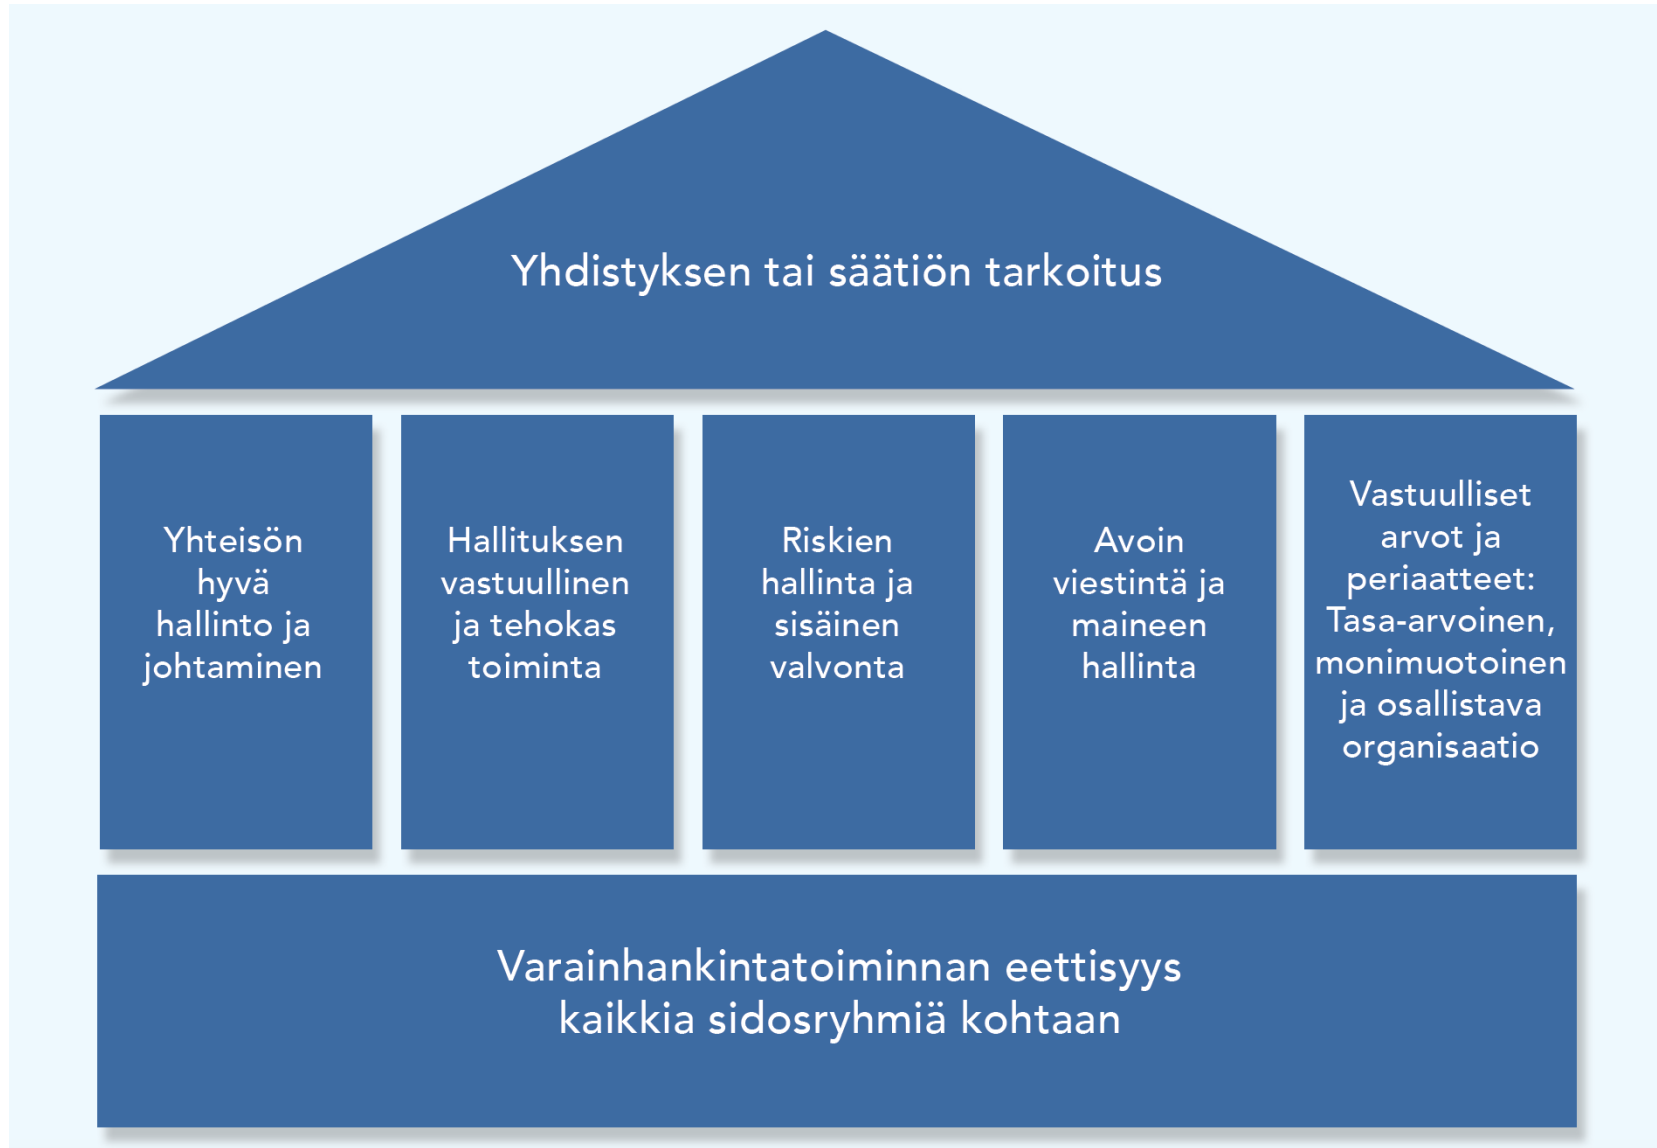 Yhdistyksen tai säätiön tarkoitus
Yhteisön
hyvä
hallinto ja
johtaminen
Hallituksen
vastuullinen
ja tehokas
toiminta
Riskien
hallinta ja
sisäinen
valvonta
Avoin
viestintä ja
maineen
hallinta
Vastuulliset
arvot ja
periaatteet:
Tasa-arvoinen,
monimuotoinen
ja osallistava
organisaatio
Varainhankintatoiminnan eettisyys
kaikkia sidosryhmiä kohtaan